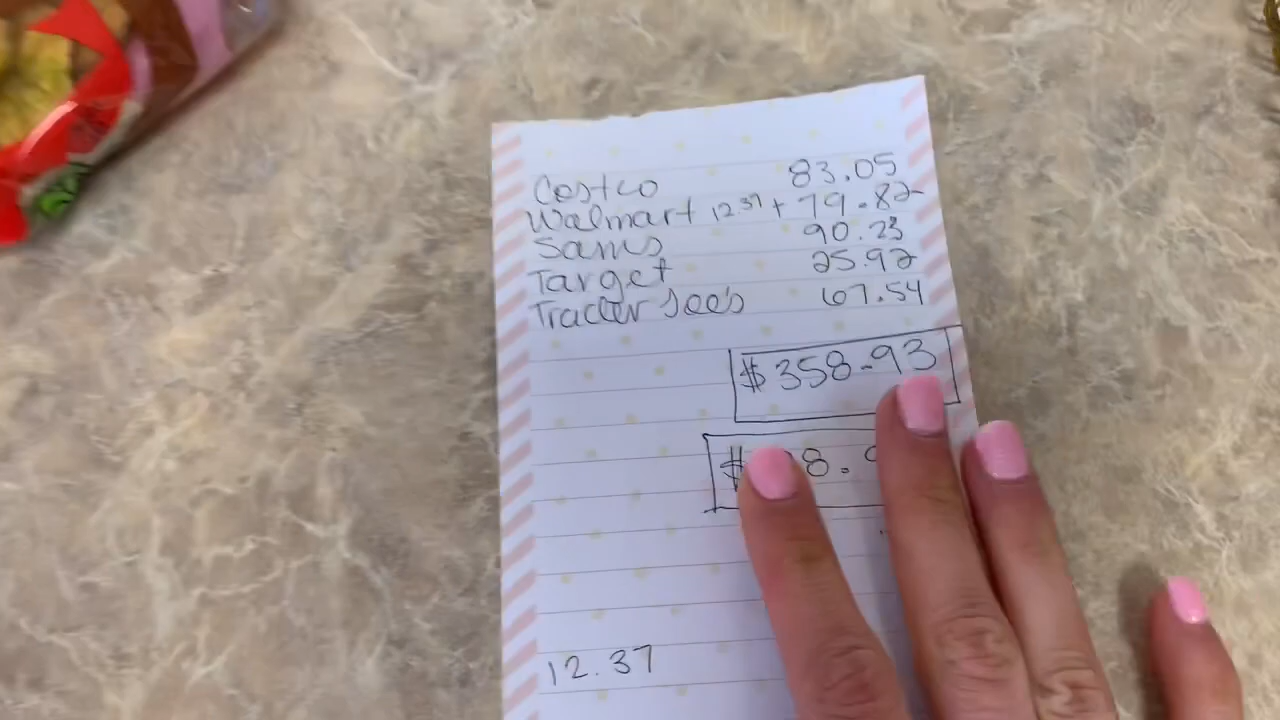 Costco 83.05
Walmart 12.37 + 79.82
Sams 90.23
Target 25.92
Trader Joe's 67.54
$358.93
12.37